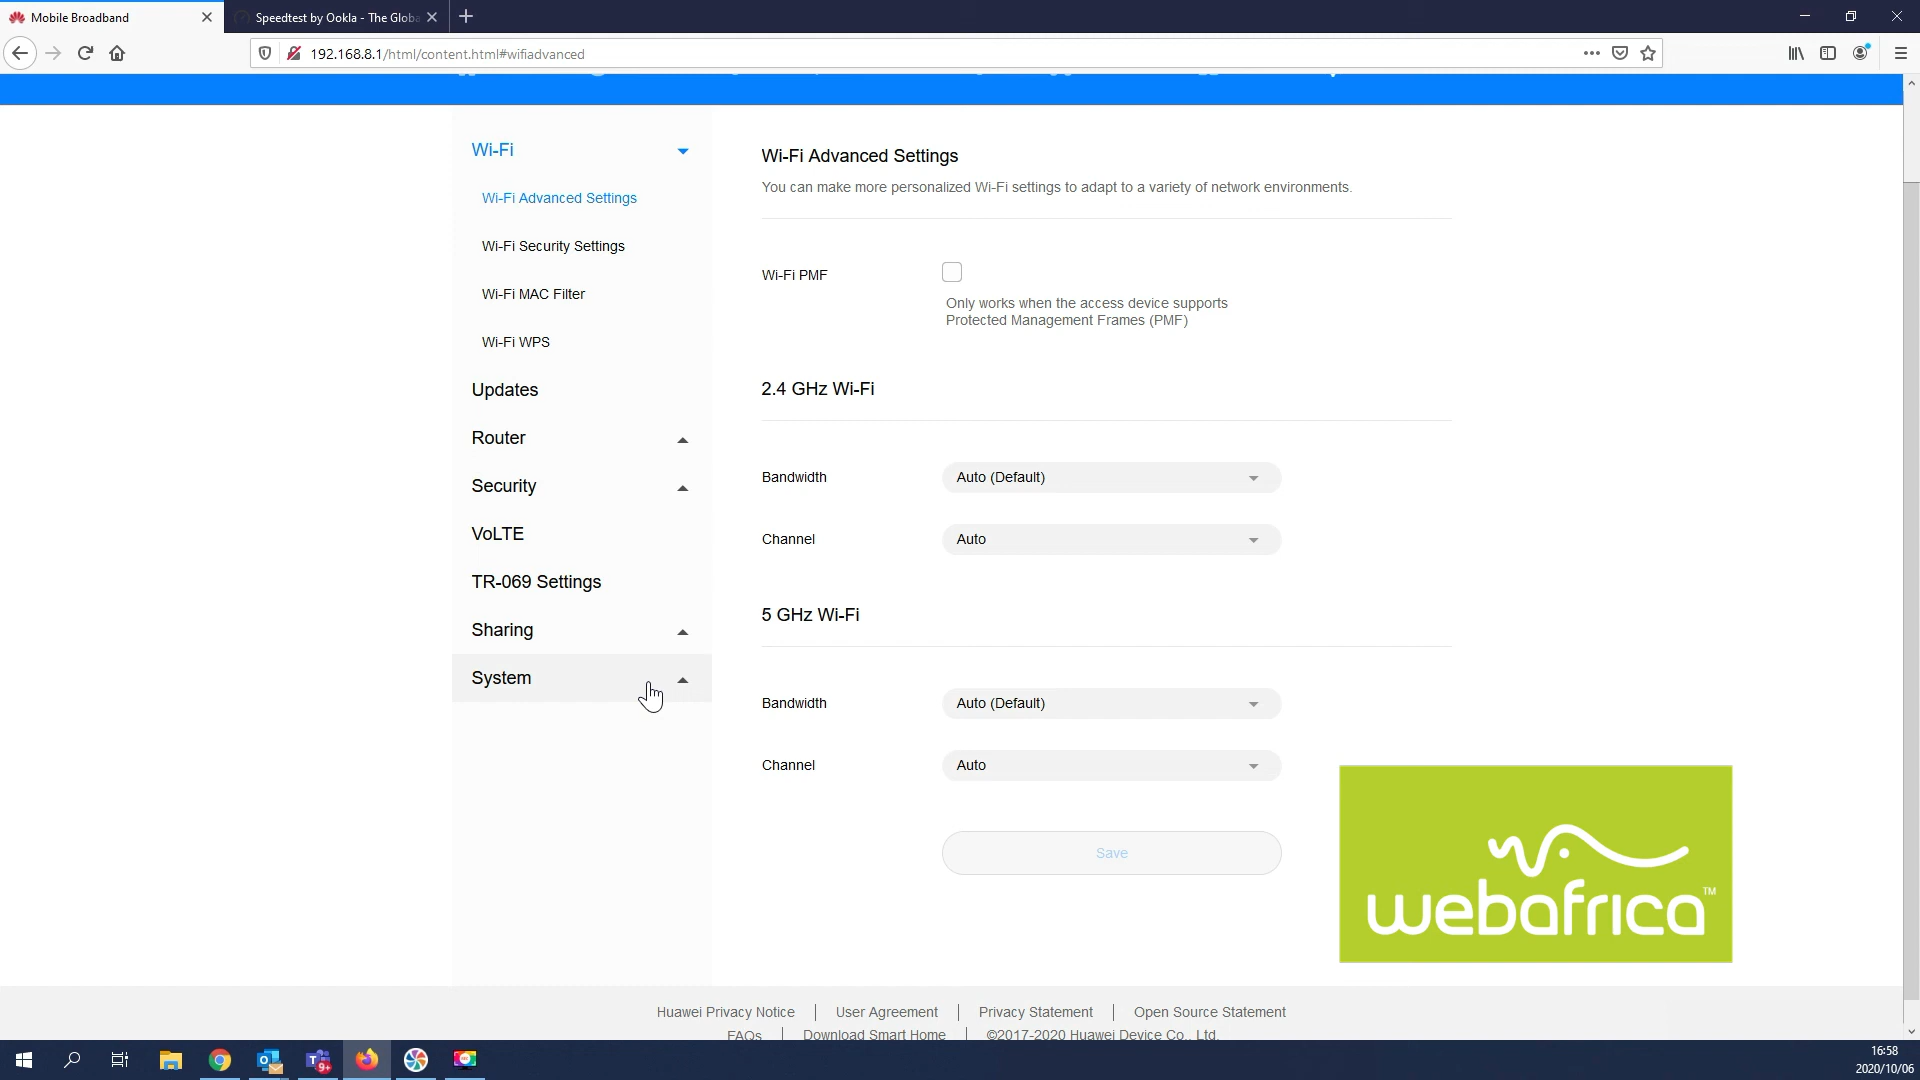 Mobile Broadband
Speedtest by Ookla - The Globa
192.168.8.1/html/content.html#wifiadvanced
Wi-Fi
Wi-Fi Advanced Settings
Wi-Fi Security Settings
Wi-Fi MAC Filter
Wi-Fi WPS
Updates
Router
Security
VoLTE
TR-069 Settings
Sharing
System
Wi-Fi Advanced Settings
You can make more personalized Wi-Fi settings to adapt to a variety of network environments.
Wi-Fi PMF
Only works when the access device supports
Protected Management Frames (PMF)
2.4 GHz Wi-Fi
Bandwidth Auto (Default)
Channel Auto
5 GHz Wi-Fi
Bandwidth Auto (Default)
Channel Auto
Save
webafrica™
Huawei Privacy Notice | User Agreement | Privacy Statement | Open Source Statement
FAQs | Download Smart Home | ©2017-2020 Huawei Device Co., Ltd.
9+
16:58
2020/10/06